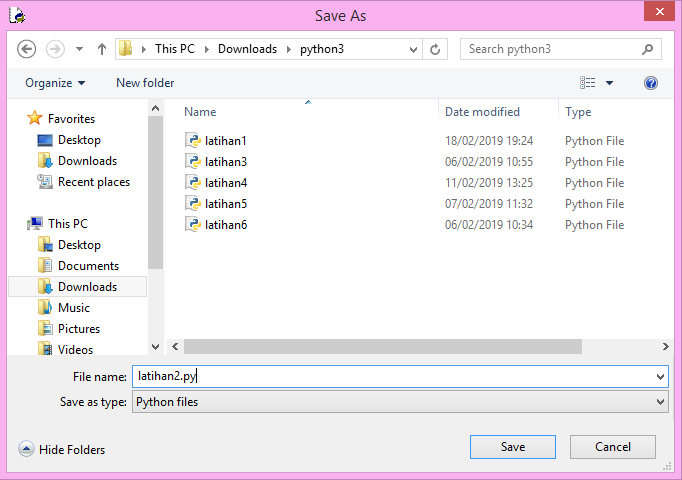 Save As
This PC Downloads python3
Search python3
Organize New folder
Name Date modified Type
Favorites
Desktop
Downloads
Recent places
This PC
Desktop
Documents
Downloads
Music
Pictures
Videos
latihan1 18/02/2019 19:24 Python File
latihan3 06/02/2019 10:55 Python File
latihan4 11/02/2019 13:25 Python File
latihan5 07/02/2019 11:32 Python File
latihan6 06/02/2019 10:34 Python File
File name: latihan2.py
Save as type: Python files
Hide Folders
Save Cancel